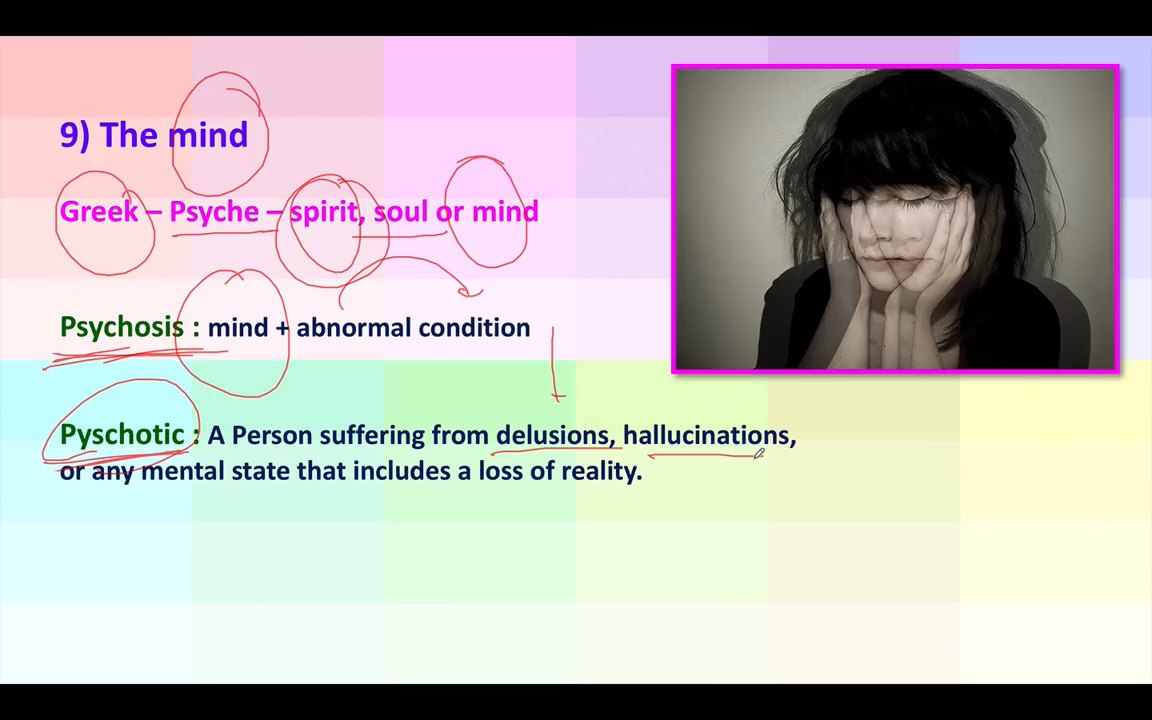 9) The mind
Greek – Psyche – spirit, soul or mind
Psychosis : mind + abnormal condition
Pyschotic : A Person suffering from delusions, hallucinations,
or any mental state that includes a loss of reality.